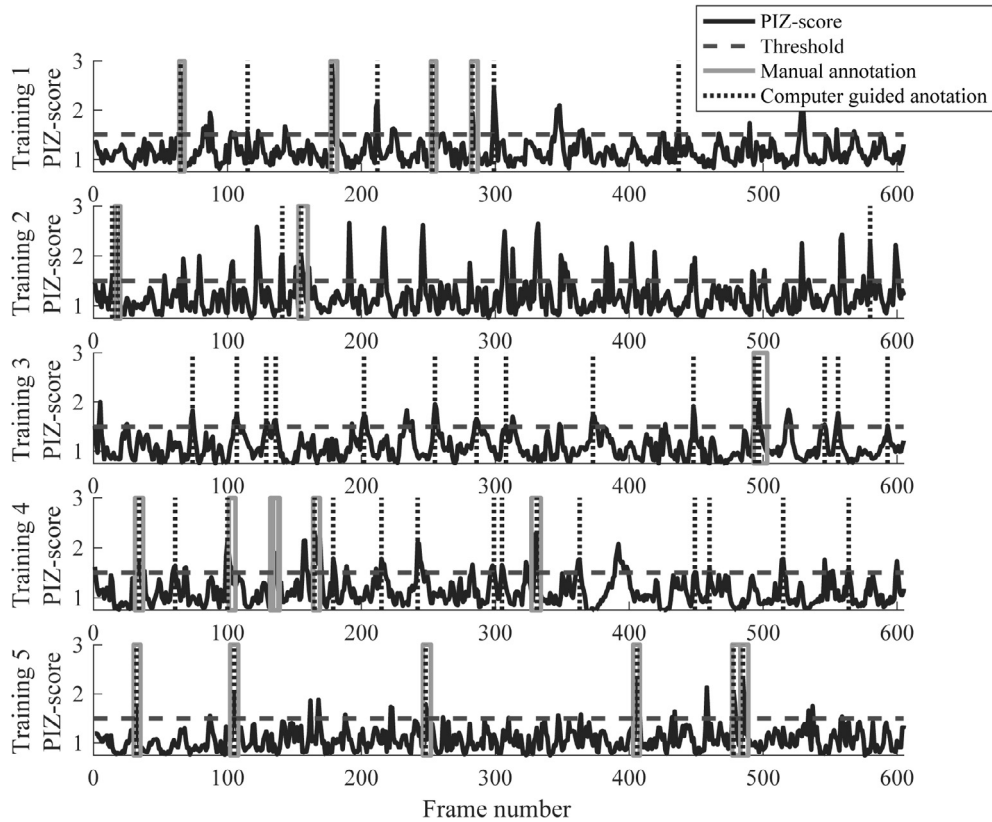 PIZ-score
Threshold
Manual annotation
Computer guided anotation
Training 1
PIZ-score
3
2
1
0 100 200 300 400 500 600
Training 2
PIZ-score
3
2
1
0 100 200 300 400 500 600
Training 3
PIZ-score
3
2
1
0 100 200 300 400 500 600
Training 4
PIZ-score
3
2
1
0 100 200 300 400 500 600
Training 5
PIZ-score
3
2
1
0 100 200 300 400 500 600
Frame number